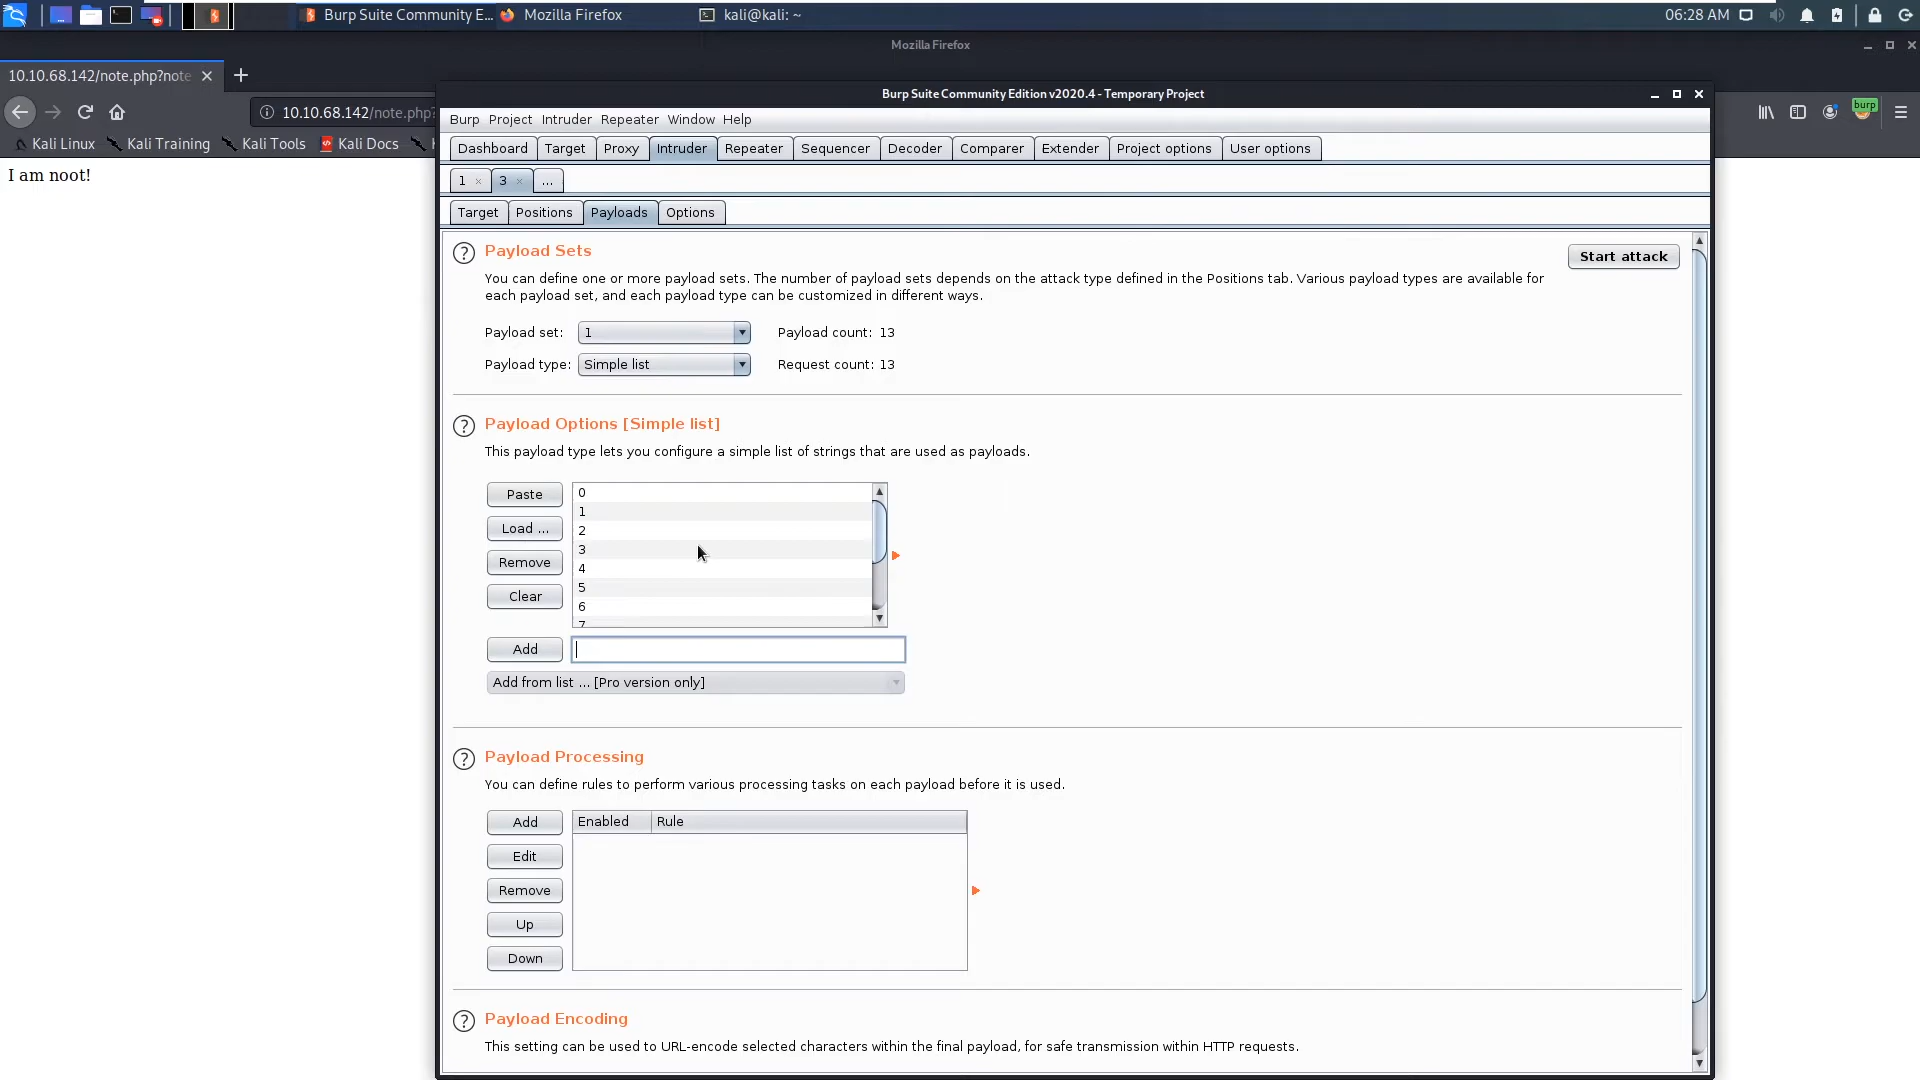 Burp Suite Community E...
Mozilla Firefox
kali@kali: ~
06:28 AM
Mozilla Firefox
10.10.68.142/note.php?note
10.10.68.142/note.php?
Kali Linux
Kali Training
Kali Tools
Kali Docs
burp
I am noot!
Burp Suite Community Edition v2020.4 - Temporary Project
Burp Project Intruder Repeater Window Help
Dashboard Target Proxy Intruder Repeater Sequencer Decoder Comparer Extender Project options User options
1 × 3 × ...
Target Positions Payloads Options
? Payload Sets
Start attack
You can define one or more payload sets. The number of payload sets depends on the attack type defined in the Positions tab. Various payload types are available for
each payload set, and each payload type can be customized in different ways.
Payload set: 1 Payload count: 13
Payload type: Simple list Request count: 13
? Payload Options [Simple list]
This payload type lets you configure a simple list of strings that are used as payloads.
Paste
Load ...
Remove
Clear
0
1
2
3
4
5
6
7
Add
Add from list ... [Pro version only]
? Payload Processing
You can define rules to perform various processing tasks on each payload before it is used.
Add
Edit
Remove
Up
Down
Enabled Rule
? Payload Encoding
This setting can be used to URL-encode selected characters within the final payload, for safe transmission within HTTP requests.